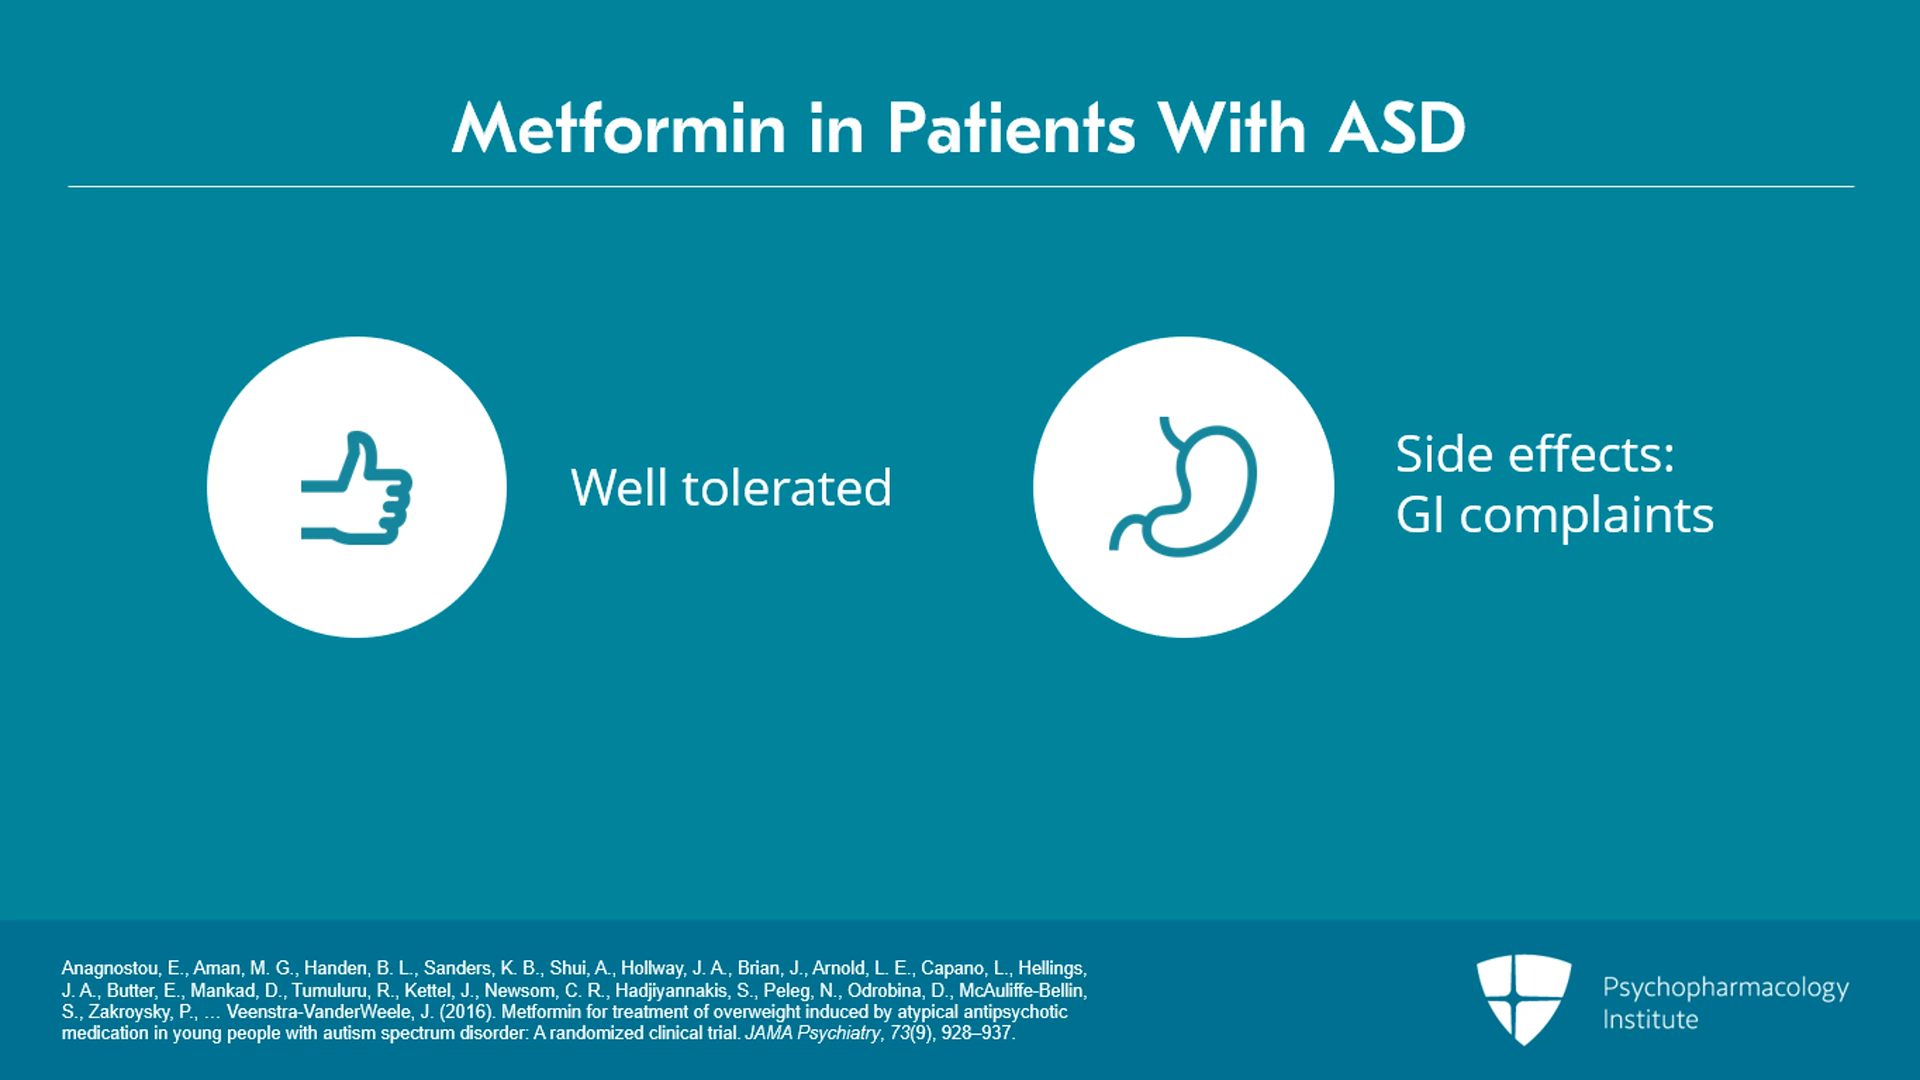 Metformin in Patients With ASD
Well tolerated
Side effects:
GI complaints
Anagnostou, E., Aman, M. G., Handen, B. L., Sanders, K. B., Shui, A., Hollway, J. A., Brian, J., Arnold, L. E., Capano, L., Hellings,
J. A., Butter, E., Mankad, D., Tumuluru, R., Kettel, J., Newsom, C. R., Hadjiyannakis, S., Peleg, N., Odrobina, D., McAuliffe-Bellin,
S., Zakroysky, P., ... Veenstra-VanderWeele, J. (2016). Metformin for treatment of overweight induced by atypical antipsychotic
medication in young people with autism spectrum disorder: A randomized clinical trial. JAMA Psychiatry, 73(9), 928–937.
Psychopharmacology
Institute